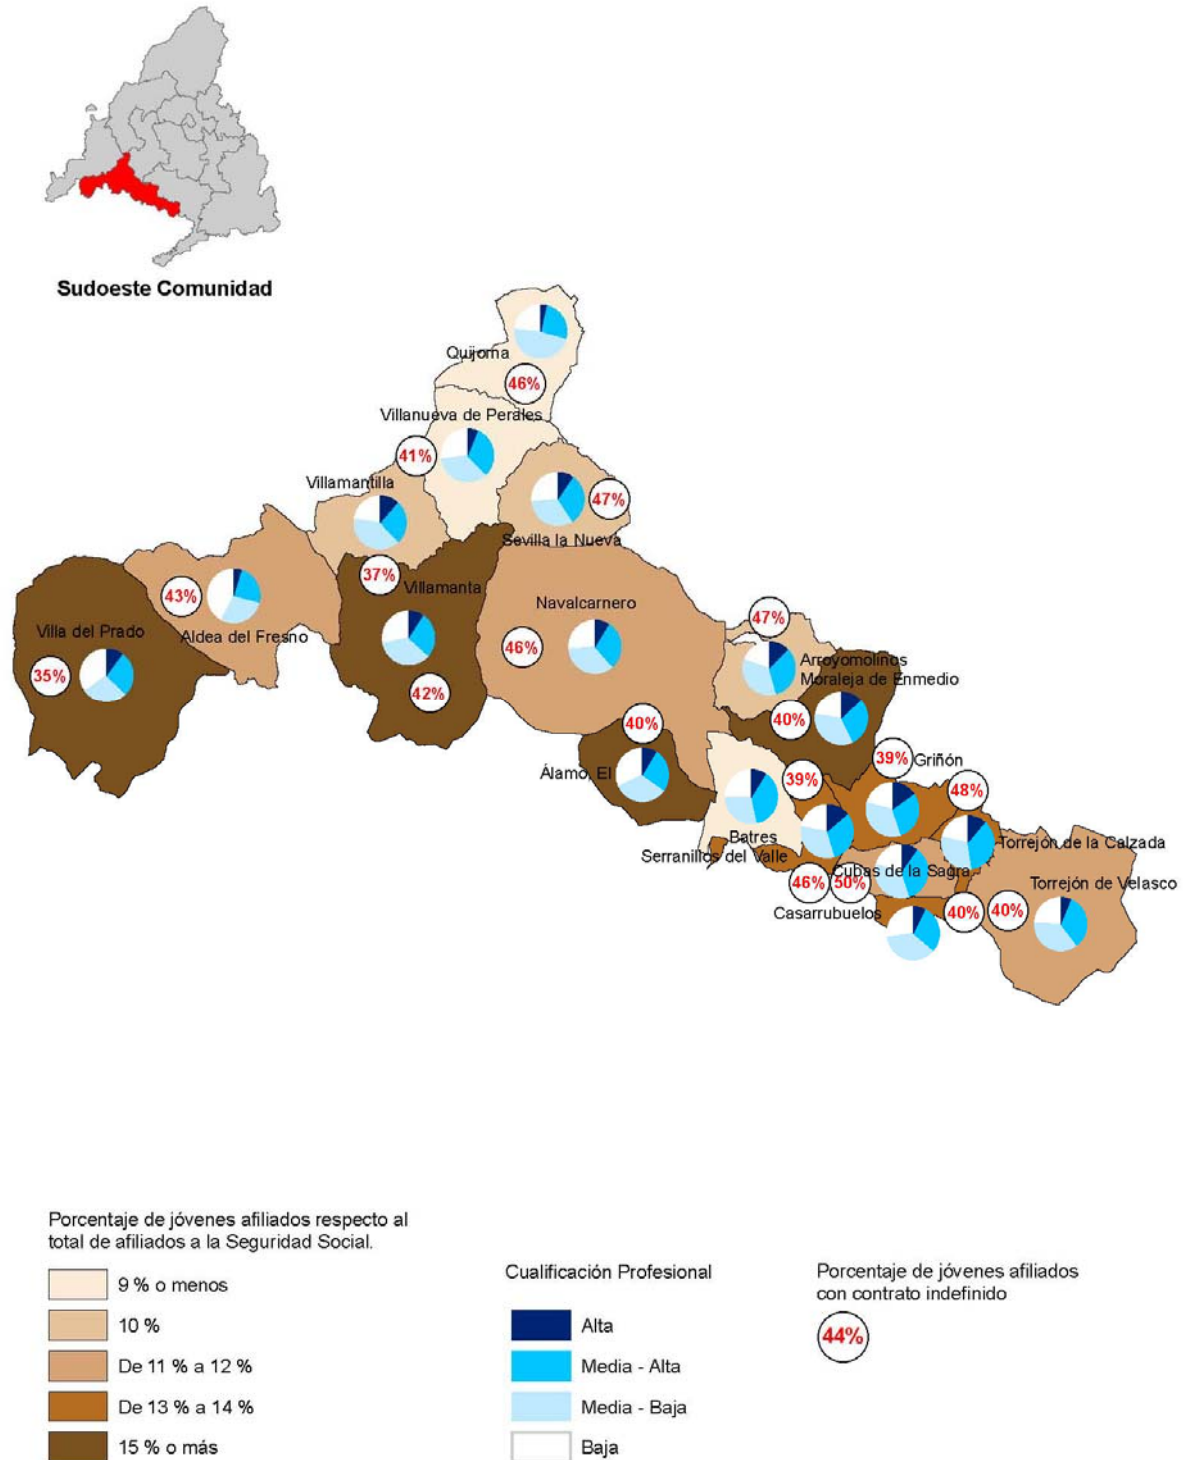 Sudoeste Comunidad
Quijorna
46%
Villanueva de Perales
41%
Villamantilla
47%
Sevilla la Nueva
37%
Villamanta
43%
Navalcarnero
47%
Villa del Prado
Aldea del Fresno
46%
Arroyomolinos
35%
Moraleja de Enmedio
42%
40%
40%
39%
Griñón
Álamo, El
39%
48%
Batres
Torrejón de la Calzada
Serranillos del Valle
Cubas de la Sagra
46%
50%
Torrejón de Velasco
Casarrubuelos
40%
40%
Porcentaje de jóvenes afiliados respecto al
total de afiliados a la Seguridad Social.
9 % o menos
10 %
De 11 % a 12 %
De 13 % a 14 %
15 % o más
Cualificación Profesional
Alta
Media - Alta
Media - Baja
Baja
Porcentaje de jóvenes afiliados
con contrato indefinido
44%